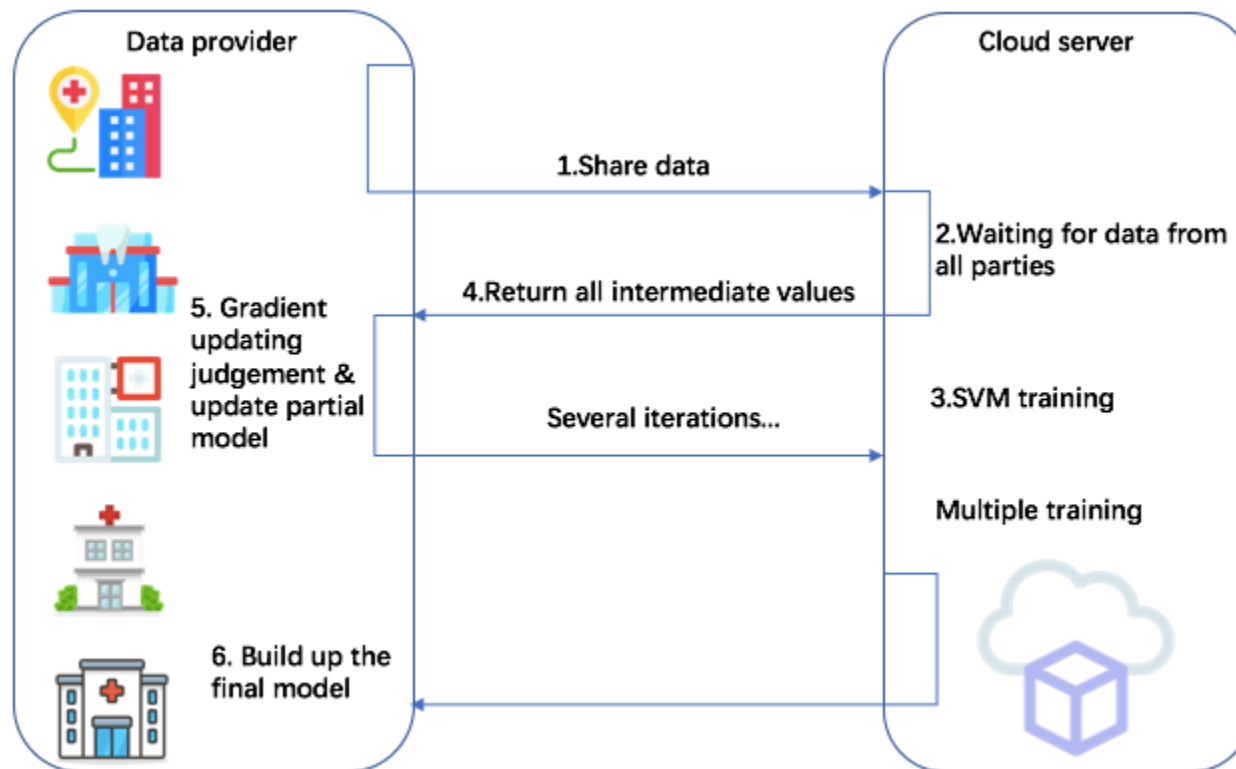 Data provider
Cloud server
1.Share data
2.Waiting for data from
all parties
4.Return all intermediate values
5. Gradient
updating
judgement &
update partial
model
3.SVM training
Several iterations...
Multiple training
6. Build up the
final model